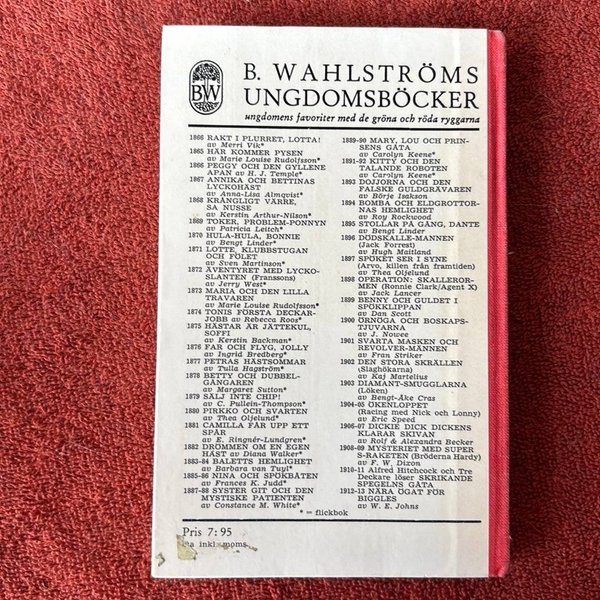 BW
B. WAHLSTRÖMS
UNGDOMSBÖCKER
ungdomens favoriter med de gröna och röda ryggarna
1866 RAKT I PLURRET, LOTTA!
av Merri Vik*
1865 HÄR KOMMER PYSEN
av Marie Louise Rudolfsson*
1866 PEGGY OCH DEN GYLLENE
APAN av H. J. Temple*
1867 ANNIKA OCH BETTINAS
LYCKOHÄST
av Anna-Lisa Almqvist*
1868 KRÅNGLIGT VÄRRE,
SA NUSSE
av Kerstin Arthur-Nilson*
1869 TOKER, PROBLEM-PONNYN
av Patricia Leitch*
1870 HULA-HULA, BONNIE
av Bengt Linder*
1871 LOTTE, KLUBBSTUGAN
OCH FÖLET
av Sven Martinson*
1872 ÄVENTYRET MED LYCKO-
SLANTEN (Franssons)
av Jerry West*
1873 MARIA OCH DEN LILLA
TRAVAREN
av Marie Louise Rudolfsson*
1874 TONIS FÖRSTA DECKAR-
JOBB av Rebecca Roos*
1875 HÄSTAR ÄR JÄTTEKUL,
SOFFI
av Kerstin Backman*
1876 FAR OCH FLYG, JOLLY
av Ingrid Bredberg*
1877 PETRAS HÄSTSOMMAR
av Tulla Hagström*
1878 BETTY OCH DUBBEL-
GÅNGAREN
av Margaret Sutton*
1879 SÄLJ INTE CHIP!
av C. Pullein-Thompson*
1880 PIRKKO OCH SVARTEN
av Thea Oljelund*
1881 CAMILLA FÅR UPP ETT
SPÅR
av E. Ringnér-Lundgren*
1882 DRÖMMEN OM EN EGEN
HÄST av Diana Walker*
1883-84 BALETTS HEMLIGHET
av Barbara van Tuyl*
1885-86 NINA OCH SPÖKBÅTEN
av Frances K. Judd*
1887-88 SYSTER GIT OCH DEN
MYSTISKE PATIENTEN
av Constance M. White*
1889-90 MARY, LOU OCH PRIN-
SENS GÅTA
av Carolyn Keene*
1891-92 KITTY OCH DEN
TALANDE ROBOTEN
av Carolyn Keene*
1893 DOJJORNA OCH DEN
FALSKE GULDGRÄVAREN
av Börje Isakson
1894 BOMBA OCH ELDGROTTOR-
NAS HEMLIGHET
av Roy Rockwood
1895 STOLLAR PÅ GÅNG, DANTE
av Bengt Linder
1896 DÖDSKALLE-MANNEN
(Jack Forrest)
av Hugh Maitland
1897 SPÖKET SER I SYNE
(Arvo, killen från framtiden)
av Thea Oljelund
1898 OPERATION: SKALLEROR-
MEN (Ronnie Clark/Agent X)
av Jack Lancer
1899 BENNY OCH GULDET I
SPÖKKLIPPAN
av Dan Scott
1900 ÖRNÖGA OCH BOSKAPS-
TJUVARNA
av J. Nowee
1901 SVARTA MASKEN OCH
REVOLVER-MÄNNEN
av Fran Striker
1902 DEN STORA SKRÄLLEN
(Slaghökarna)
av Kaj Martelius
1903 DIAMANT-SMUGGLARNA
(Löken)
av Bengt-Åke Cras
1904-05 ÖKENLOPPET
(Racing med Nick och Lonny)
av Eric Speed
1906-07 DICKIE DICK DICKENS
KLARAR SKIVAN
av Rolf & Alexandra Becker
1908-09 MYSTERIET MED SUPER
S-RAKETEN (Bröderna Hardy)
av F. W. Dixon
1910-11 Alfred Hitchcock och Tre
Deckare löser SKRIKANDE
SPEGELNS GÅTA
1912-13 NÄRA ÖGAT FÖR
BIGGLES
av W. E. Johns
* = flickbok
Pris 7:95
inkl. moms